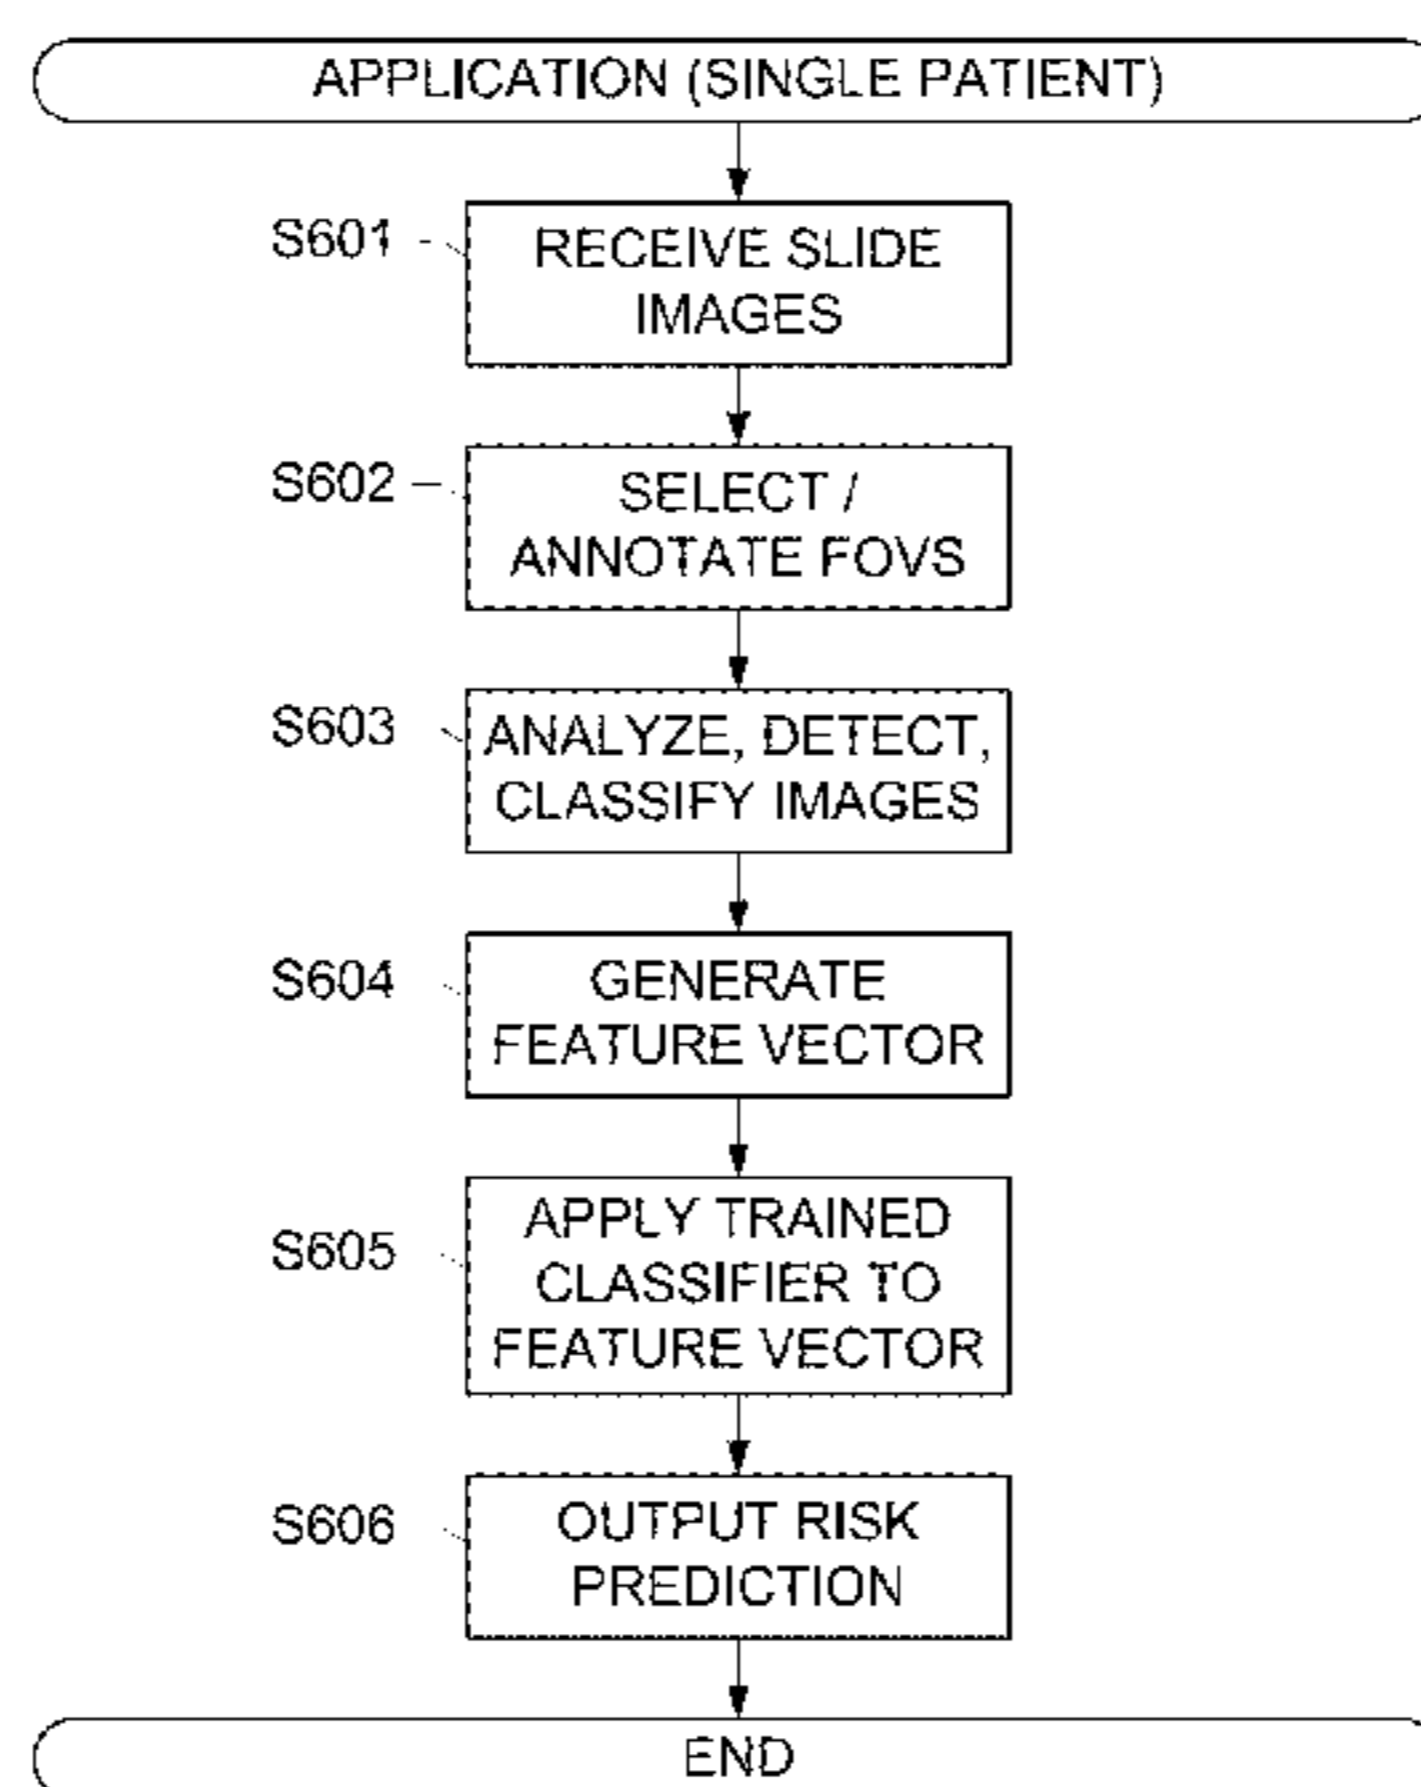 APPLICATION (SINGLE PATIENT)
S601
RECEIVE SLIDE
IMAGES
S602
SELECT /
ANNOTATE FOVS
S603
ANALYZE, DETECT,
CLASSIFY IMAGES
S604
GENERATE
FEATURE VECTOR
S605
APPLY TRAINED
CLASSIFIER TO
FEATURE VECTOR
S606
OUTPUT RISK
PREDICTION
END